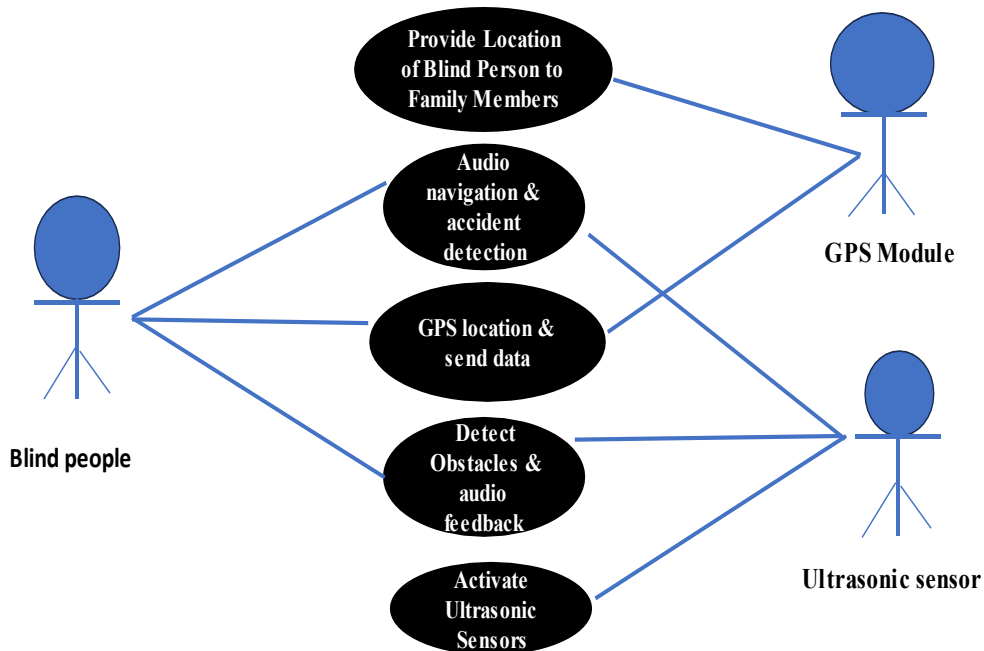 Provide Location
of Blind Person to
Family Members
Audio
navigation &
accident
detection
GPS Module
GPS location &
send data
Blind people
Detect
Obstacles &
audio
feedback
Ultrasonic sensor
Activate
Ultrasonic
Sensors